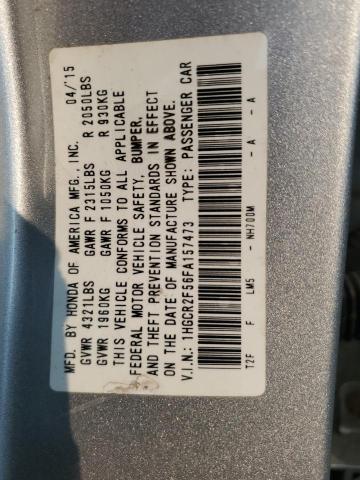 MFD. BY HONDA OF AMERICA MFG., INC. 04/'15
GVWR 4321LBS GAWR F 2315LBS R 2050LBS
GVWR 1960KG GAWR F 1050KG R 930KG
THIS VEHICLE CONFORMS TO ALL APPLICABLE
FEDERAL MOTOR VEHICLE SAFETY, BUMPER,
AND THEFT PREVENTION STANDARDS IN EFFECT
ON THE DATE OF MANUFACTURE SHOWN ABOVE.
V.I.N.: 1HGCR2F56FA157473 TYPE: PASSENGER CAR
T2F F LM5 - NH700M - A - A